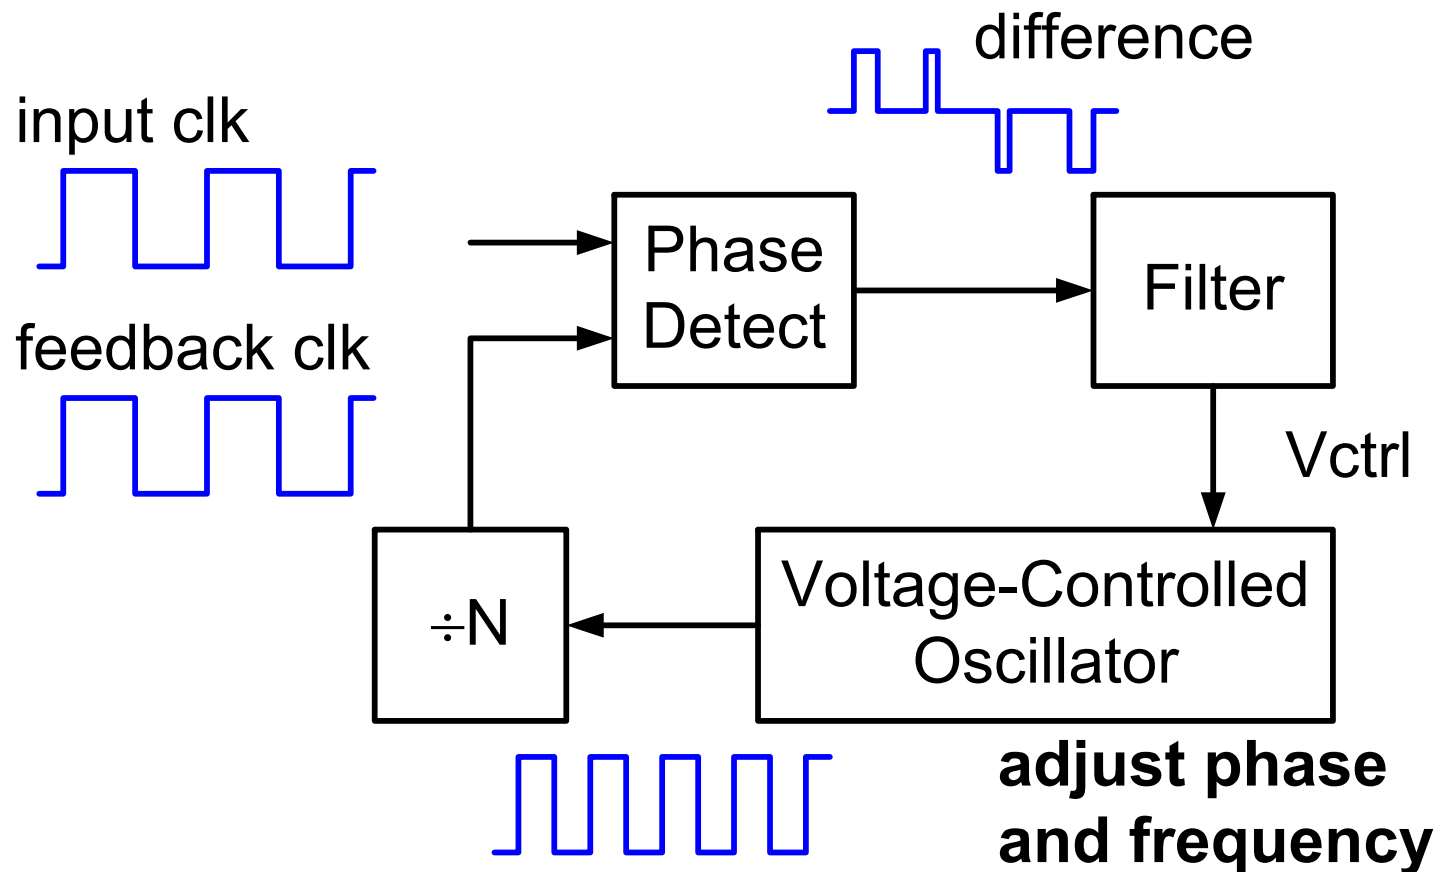 difference
input clk
Phase
Detect
Filter
feedback clk
Vctrl
÷N
Voltage-Controlled
Oscillator
adjust phase
and frequency